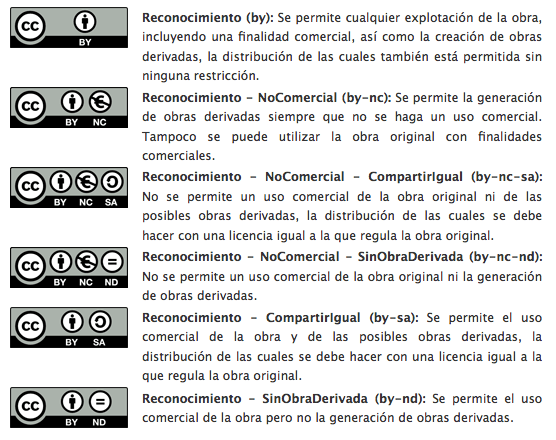 cc BY
Reconocimiento (by): Se permite cualquier explotación de la obra,
incluyendo una finalidad comercial, así como la creación de obras
derivadas, la distribución de las cuales también está permitida sin
ninguna restricción.
cc BY NC
Reconocimiento – NoComercial (by-nc): Se permite la generación
de obras derivadas siempre que no se haga un uso comercial.
Tampoco se puede utilizar la obra original con finalidades
comerciales.
cc BY NC SA
Reconocimiento – NoComercial – CompartirIgual (by-nc-sa):
No se permite un uso comercial de la obra original ni de las
posibles obras derivadas, la distribución de las cuales se debe
hacer con una licencia igual a la que regula la obra original.
cc BY NC ND
Reconocimiento – NoComercial – SinObraDerivada (by-nc-nd):
No se permite un uso comercial de la obra original ni la generación
de obras derivadas.
cc BY SA
Reconocimiento – CompartirIgual (by-sa): Se permite el uso
comercial de la obra y de las posibles obras derivadas, la
distribución de las cuales se debe hacer con una licencia igual a la
que regula la obra original.
cc BY ND
Reconocimiento – SinObraDerivada (by-nd): Se permite el uso
comercial de la obra pero no la generación de obras derivadas.